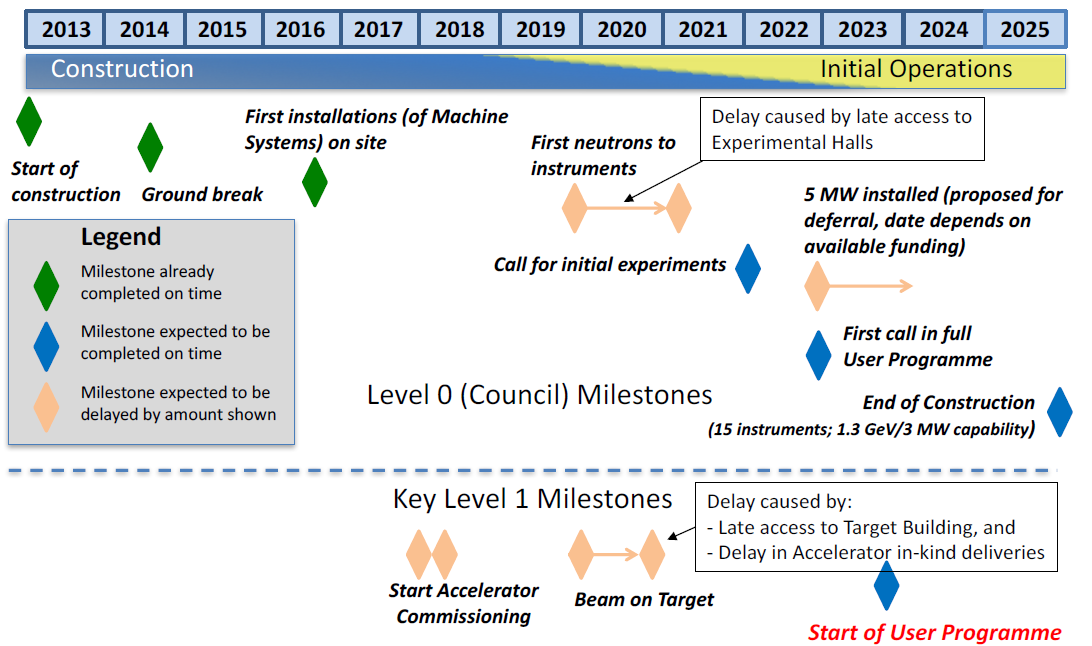 2013 2014 2015 2016 2017 2018 2019 2020 2021 2022 2023 2024 2025
Construction
Initial Operations
Start of
construction
Ground break
First installations (of Machine
Systems) on site
First neutrons to
instruments
Delay caused by late access to
Experimental Halls
5 MW installed (proposed for
deferral, date depends on
available funding)
Call for initial experiments
First call in full
User Programme
Legend
Milestone already
completed on time
Milestone expected to be
completed on time
Milestone expected to be
delayed by amount shown
Level 0 (Council) Milestones
End of Construction
(15 instruments; 1.3 GeV/3 MW capability)
Key Level 1 Milestones
Delay caused by:
- Late access to Target Building, and
- Delay in Accelerator in-kind deliveries
Start Accelerator
Commissioning
Beam on Target
Start of User Programme